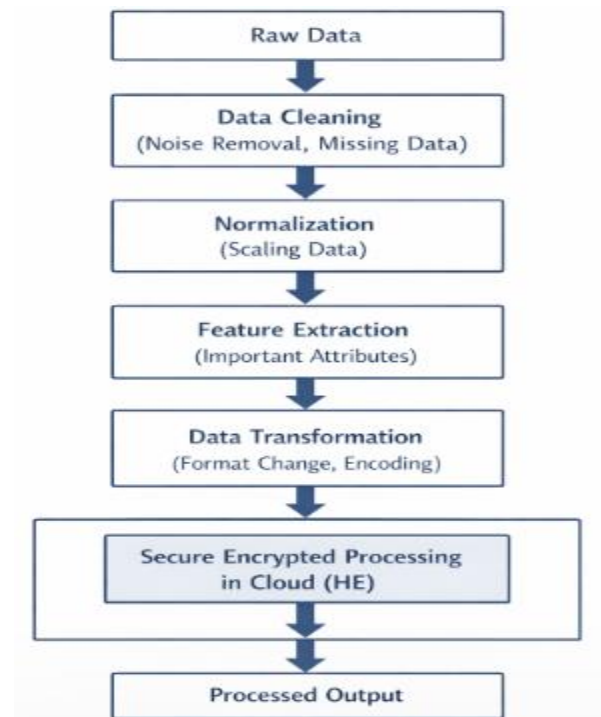 Raw Data
Data Cleaning
(Noise Removal, Missing Data)
Normalization
(Scaling Data)
Feature Extraction
(Important Attributes)
Data Transformation
(Format Change, Encoding)
Secure Encrypted Processing
in Cloud (HE)
Processed Output